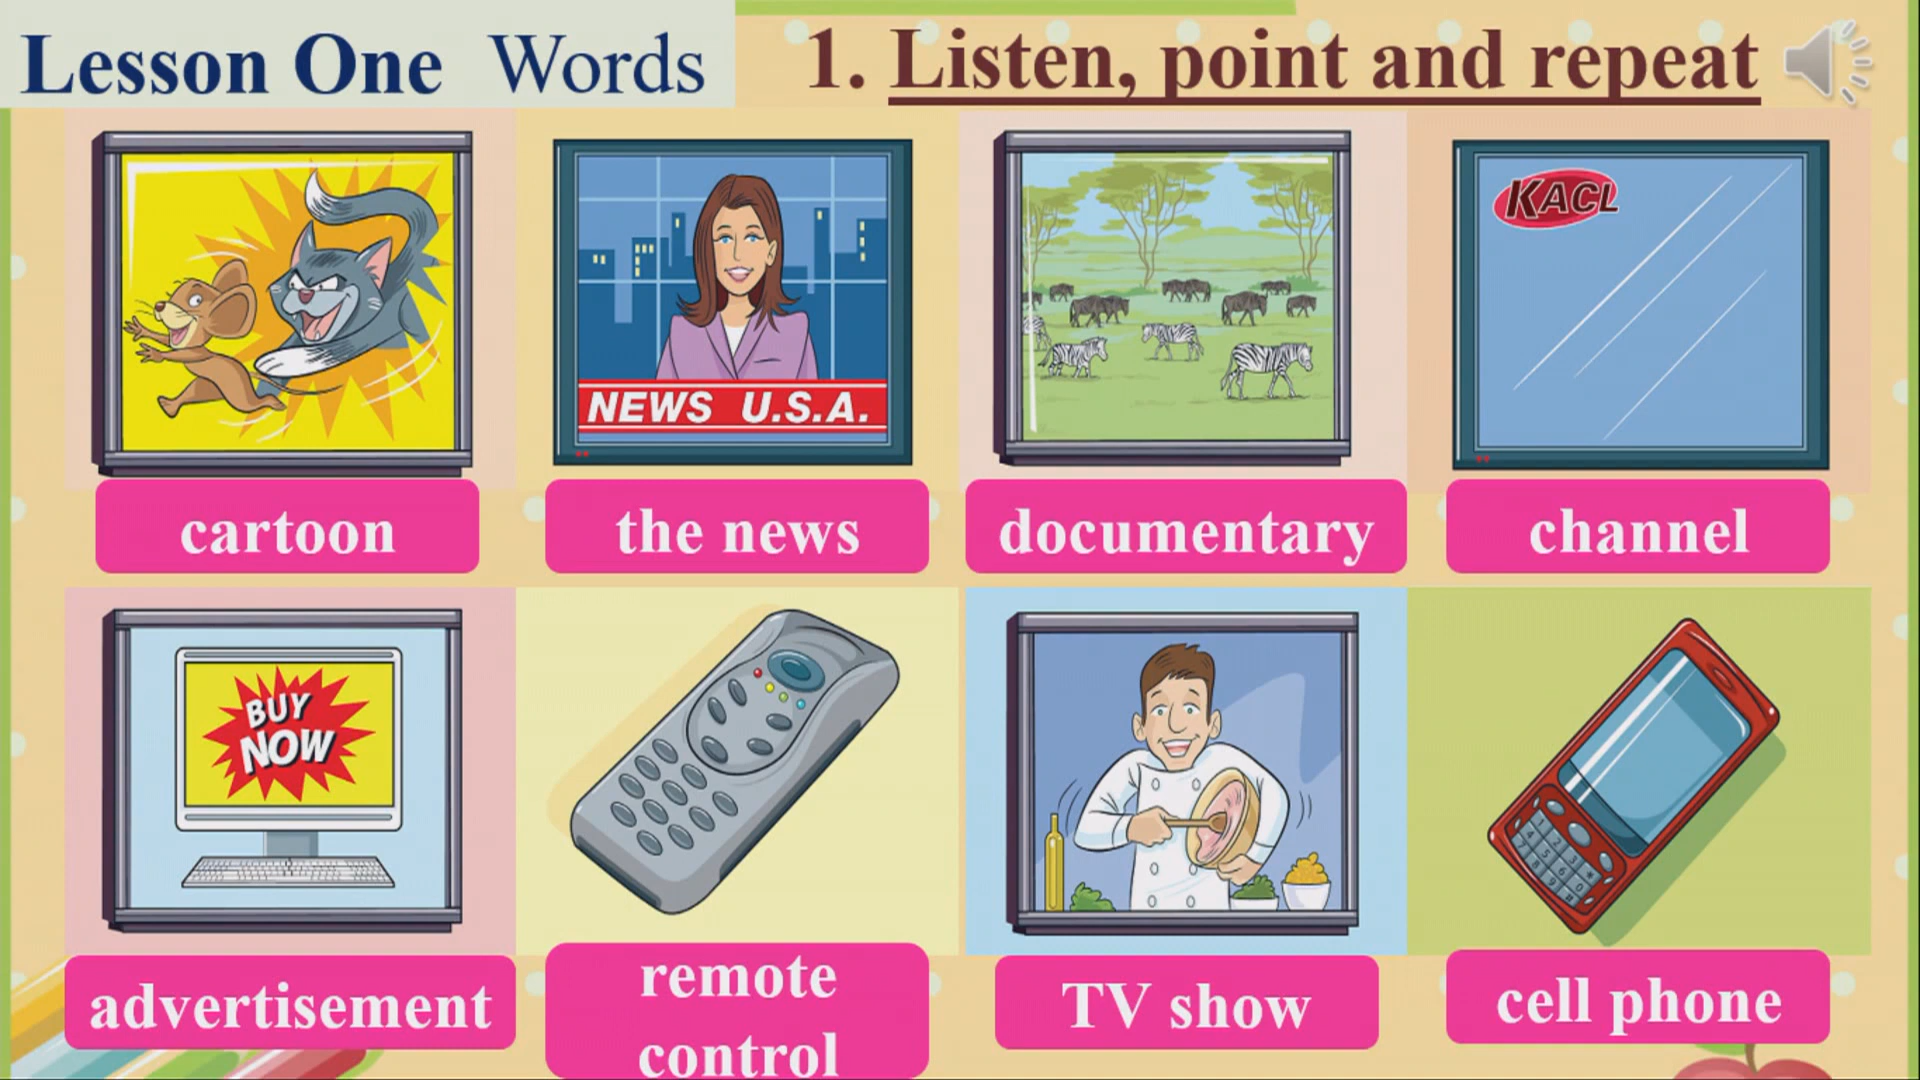 Lesson One Words
1. Listen, point and repeat
NEWS U.S.A.
KACL
cartoon
the news
documentary
channel
BUY
NOW
advertisement
remote
control
TV show
cell phone